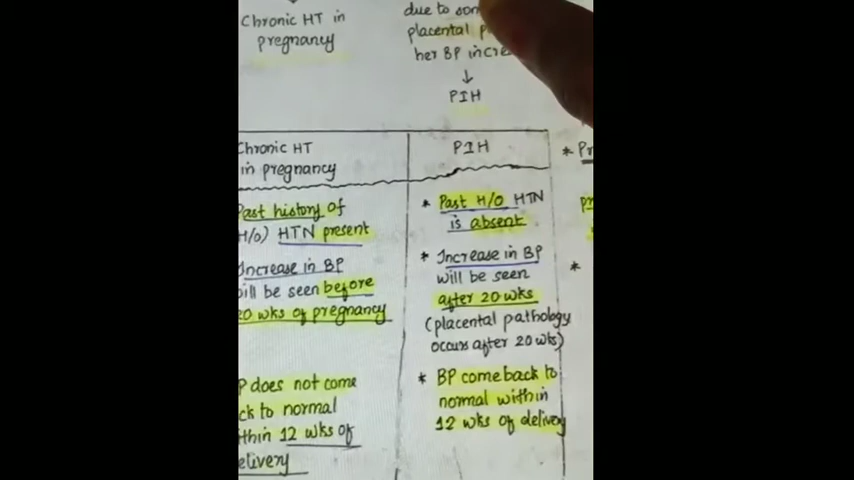 Chronic HT in
pregnancy
due to
placental
her BP
↓
PIH
Chronic HT
in pregnancy
Past history of
H/o) HTN present
Increase in BP
will be seen before
20 wks of pregnancy
does not come
to normal
12 wks of
delivery
PIH
* Past H/O HTN
is absent
* Increase in BP
will be seen
after 20 wks
(placental pathology
occurs after 20 wks)
* BP come back to
normal within
12 wks of delivery
*
*